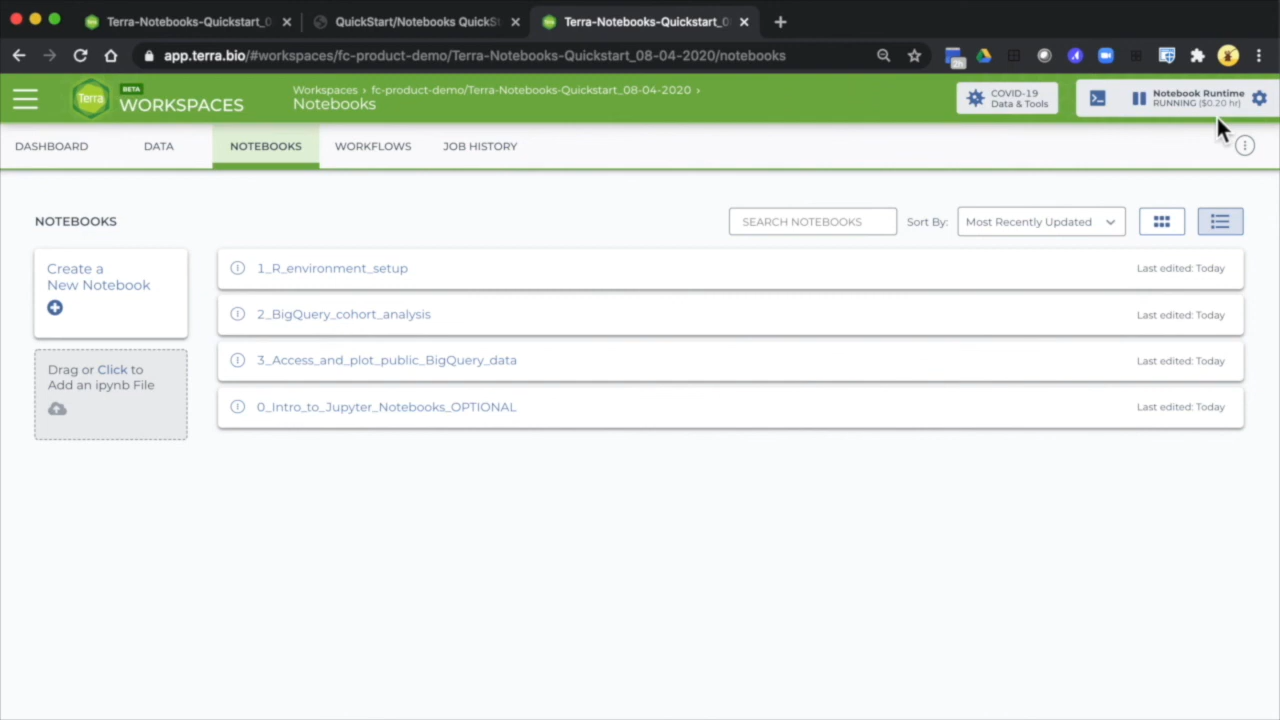 Terra-Notebooks-Quickstart_0
QuickStart/Notebooks QuickS
Terra-Notebooks-Quickstart_0
app.terra.bio/#workspaces/fc-product-demo/Terra-Notebooks-Quickstart_08-04-2020/notebooks
Terra
BETA
WORKSPACES
Workspaces › fc-product-demo/Terra-Notebooks-Quickstart_08-04-2020 ›
Notebooks
COVID-19
Data & Tools
Notebook Runtime
RUNNING ($0.20 hr)
DASHBOARD
DATA
NOTEBOOKS
WORKFLOWS
JOB HISTORY
NOTEBOOKS
SEARCH NOTEBOOKS
Sort By:
Most Recently Updated
Create a
New Notebook
Drag or Click to
Add an ipynb File
1_R_environment_setup
Last edited: Today
2_BigQuery_cohort_analysis
Last edited: Today
3_Access_and_plot_public_BigQuery_data
Last edited: Today
0_Intro_to_Jupyter_Notebooks_OPTIONAL
Last edited: Today